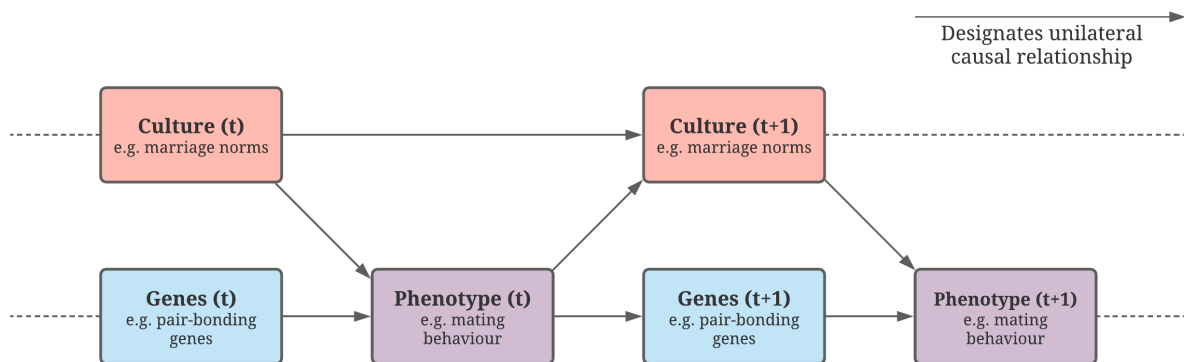 Designates unilateral
causal relationship
Culture (t)
e.g. marriage norms
Culture (t+1)
e.g. marriage norms
Genes (t)
e.g. pair-bonding
genes
Phenotype (t)
e.g. mating
behaviour
Genes (t+1)
e.g. pair-bonding
genes
Phenotype (t+1)
e.g. mating
behaviour